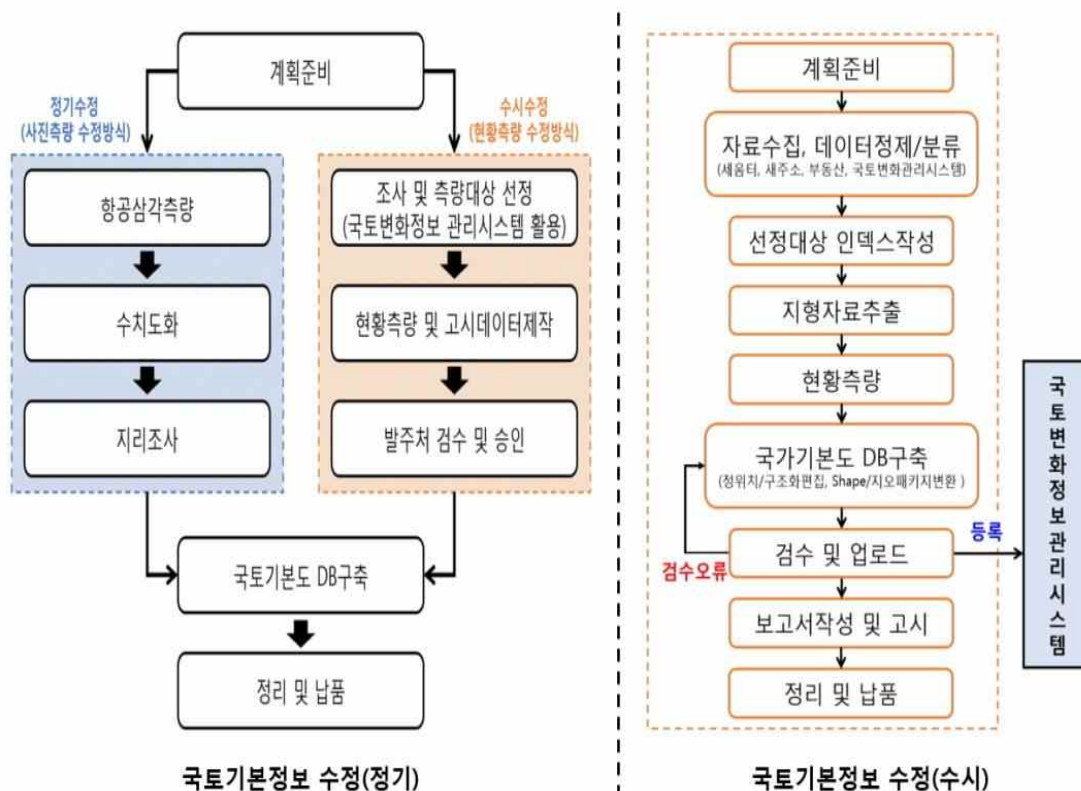 계획준비
정기수정
(사진측량 수정방식)
수시수정
(현황측량 수정방식)
항공삼각측량
수치도화
지리조사
조사 및 측량대상 선정
(국토변화정보 관리시스템 활용)
현황측량 및 고시데이터제작
발주처 검수 및 승인
국토기본도 DB구축
정리 및 납품
국토기본정보 수정(정기)
계획준비
자료수집, 데이터정제/분류
(세움터, 새주소, 부동산, 국토변화관리시스템)
선정대상 인덱스작성
지형자료추출
현황측량
국가기본도 DB구축
(정위치/구조화편집, Shape/지오패키지변환 )
검수 및 업로드
검수오류
등록
보고서작성 및 고시
정리 및 납품
국토변화정보관리시스템
국토기본정보 수정(수시)